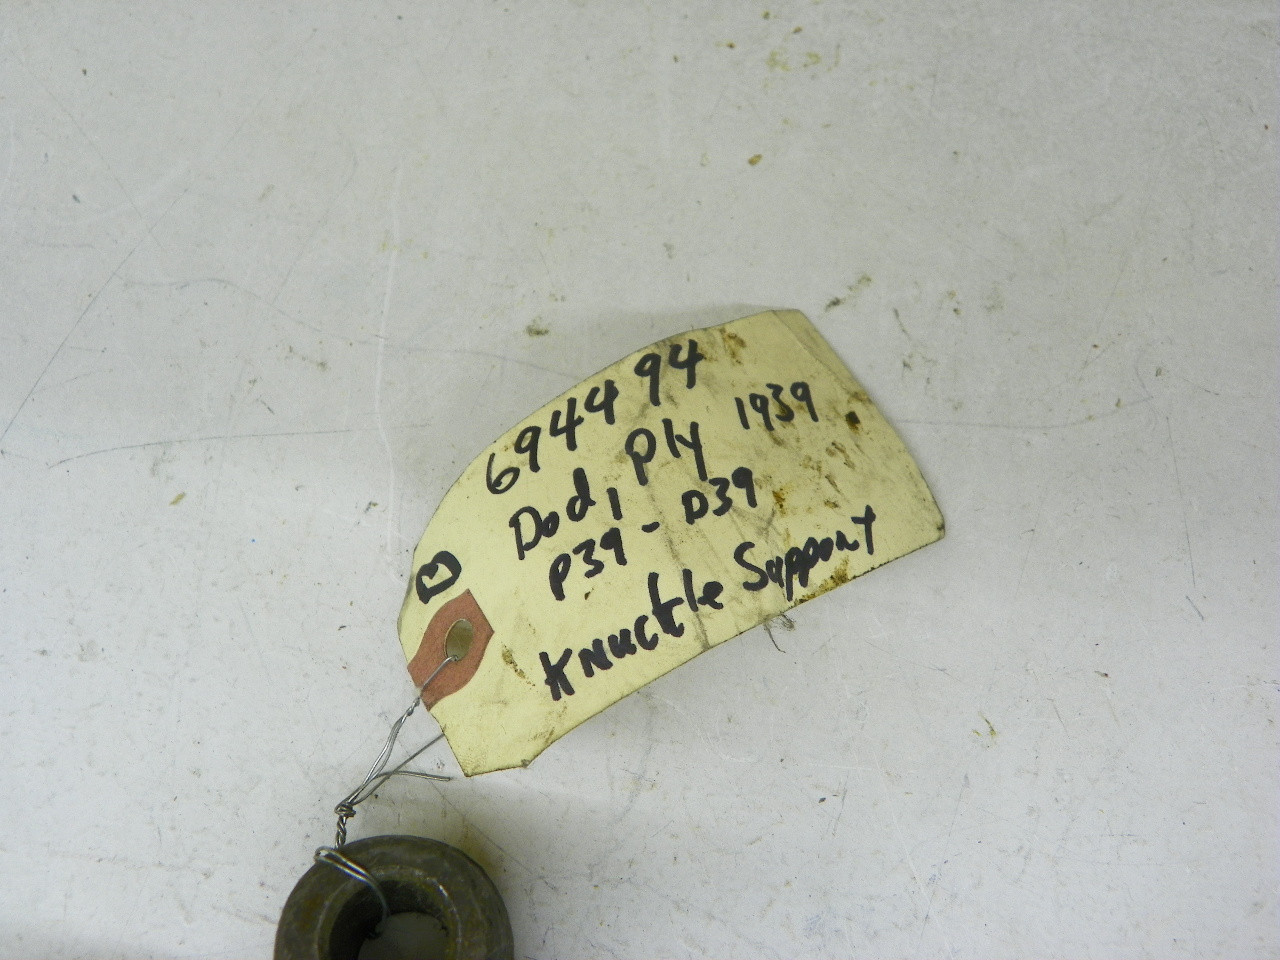 694494
Dod, Ply 1939
P39 - D39
Knuckle Support